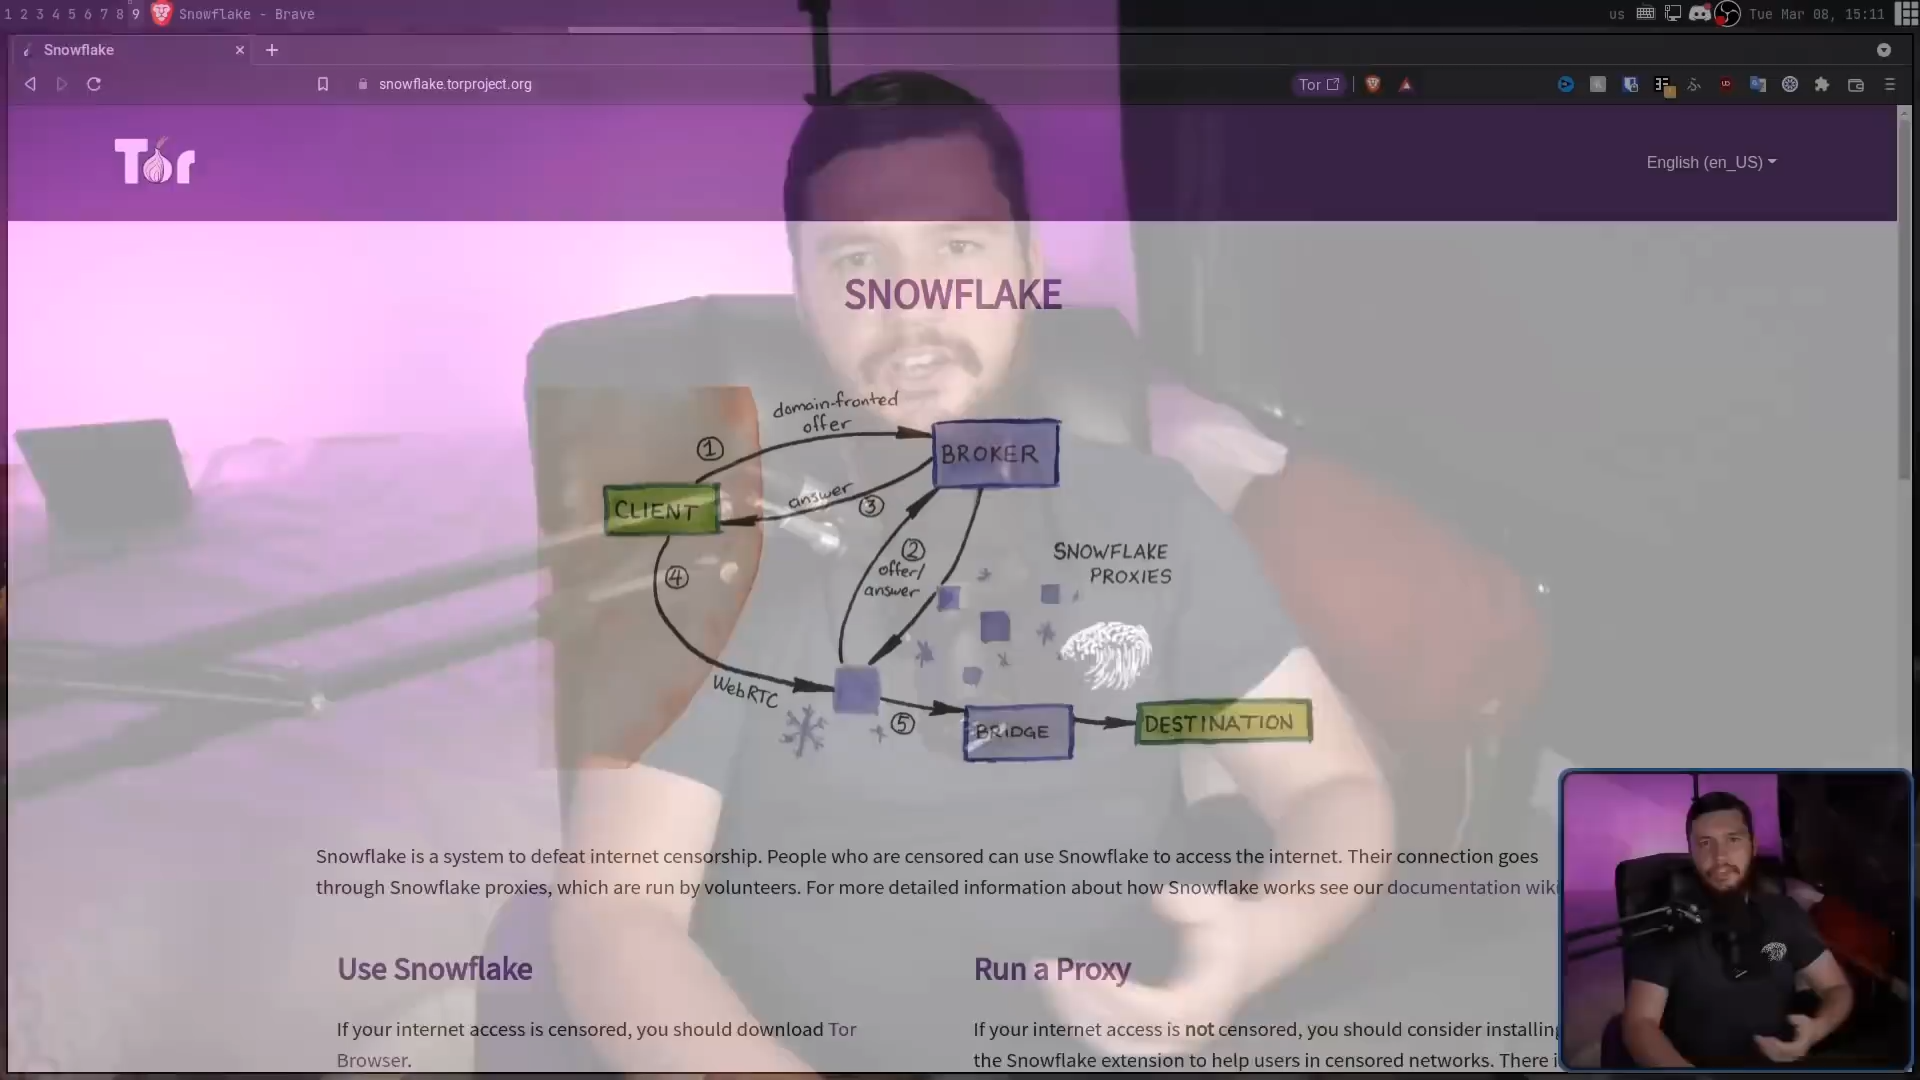 1 2 3 4 5 6 7 8 9 Snowflake - Brave
us Tue Mar 08, 15:11
Snowflake
snowflake.torproject.org
Tor
Tor
English (en_US)
SNOWFLAKE
domain-fronted
offer
1
BROKER
answer
3
CLIENT
2
offer/
answer
SNOWFLAKE
PROXIES
4
WebRTC
5
BRIDGE
DESTINATION
Snowflake is a system to defeat internet censorship. People who are censored can use Snowflake to access the internet. Their connection goes
through Snowflake proxies, which are run by volunteers. For more detailed information about how Snowflake works see our documentation wiki
Use Snowflake
If your internet access is censored, you should download Tor
Browser.
Run a Proxy
If your internet access is not censored, you should consider installing
the Snowflake extension to help users in censored networks. There i